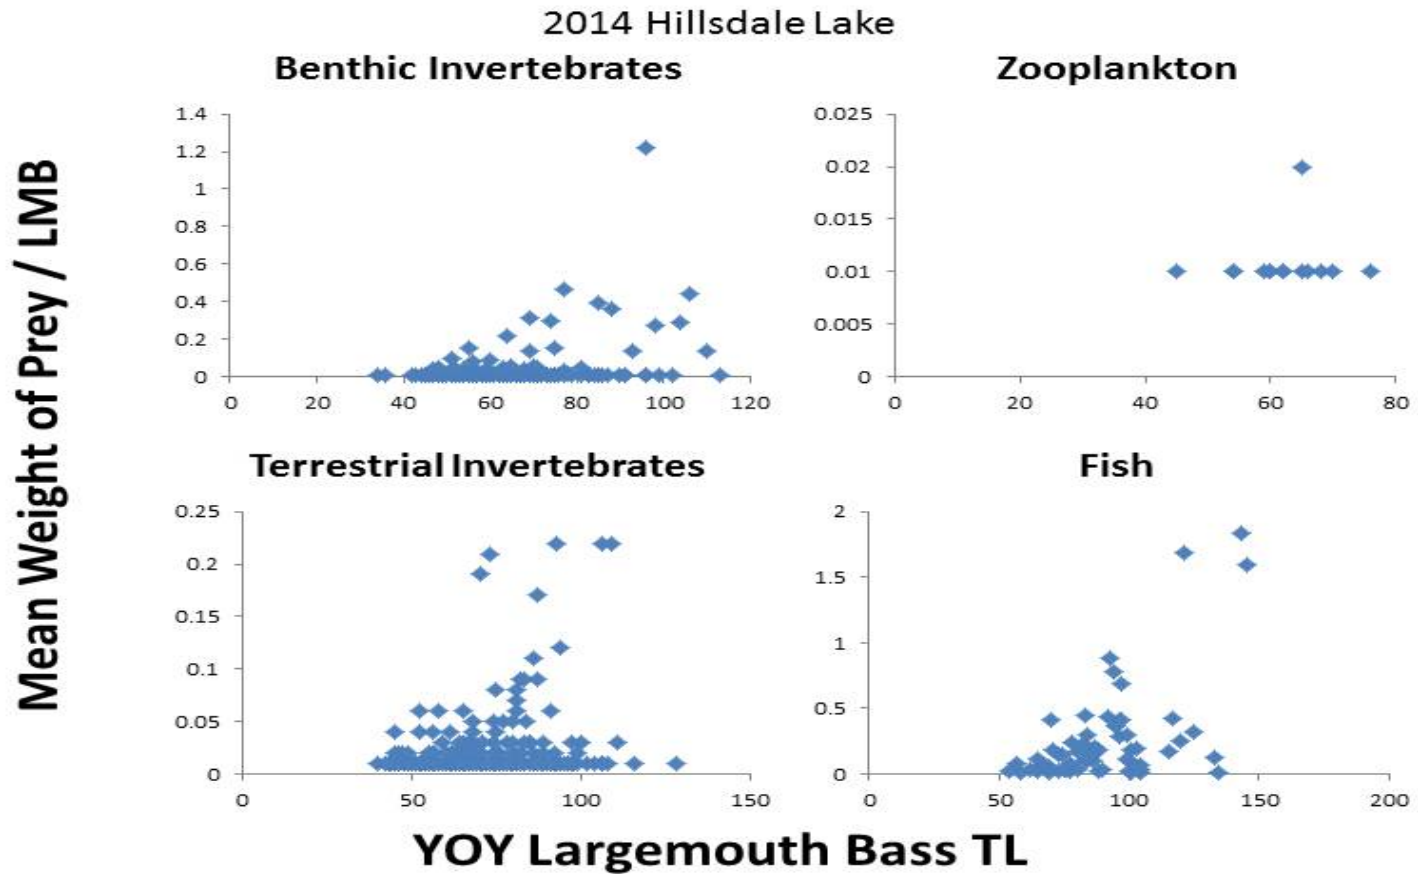 2014 Hillsdale Lake
Benthic Invertebrates
Zooplankton
Mean Weight of Prey / LMB
1.4
1.2
1
0.8
0.6
0.4
0.2
0
0 20 40 60 80 100 120
0.025
0.02
0.015
0.01
0.005
0
0 20 40 60 80
Terrestrial Invertebrates
Fish
0.25
0.2
0.15
0.1
0.05
0
0 50 100 150
2
1.5
1
0.5
0
0 50 100 150 200
YOY Largemouth Bass TL